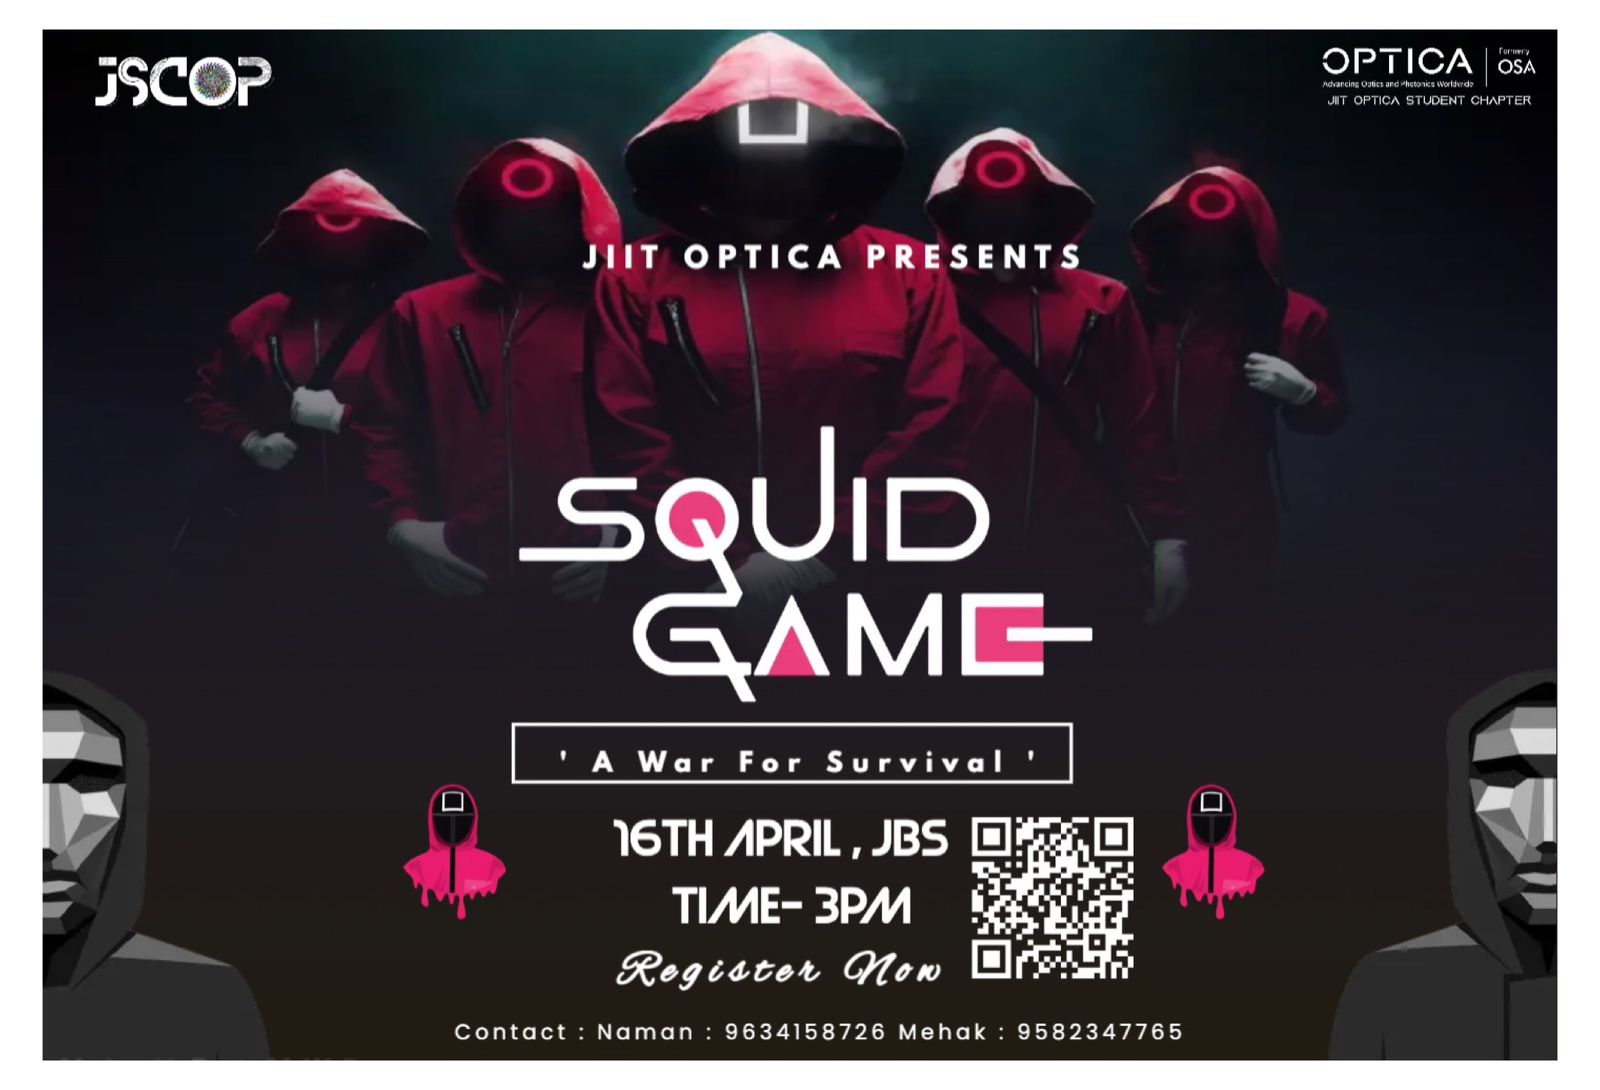 JSCOP
OPTICA
Formerly
OSA
Advancing Optics and Photonics Worldwide
JIIT OPTICA STUDENT CHAPTER
JIIT OPTICA PRESENTS
SQUID
GAME
' A War For Survival '
16TH APRIL , JBS
TIME- 3PM
Register Now
Contact : Naman : 9634158726 Mehak : 9582347765